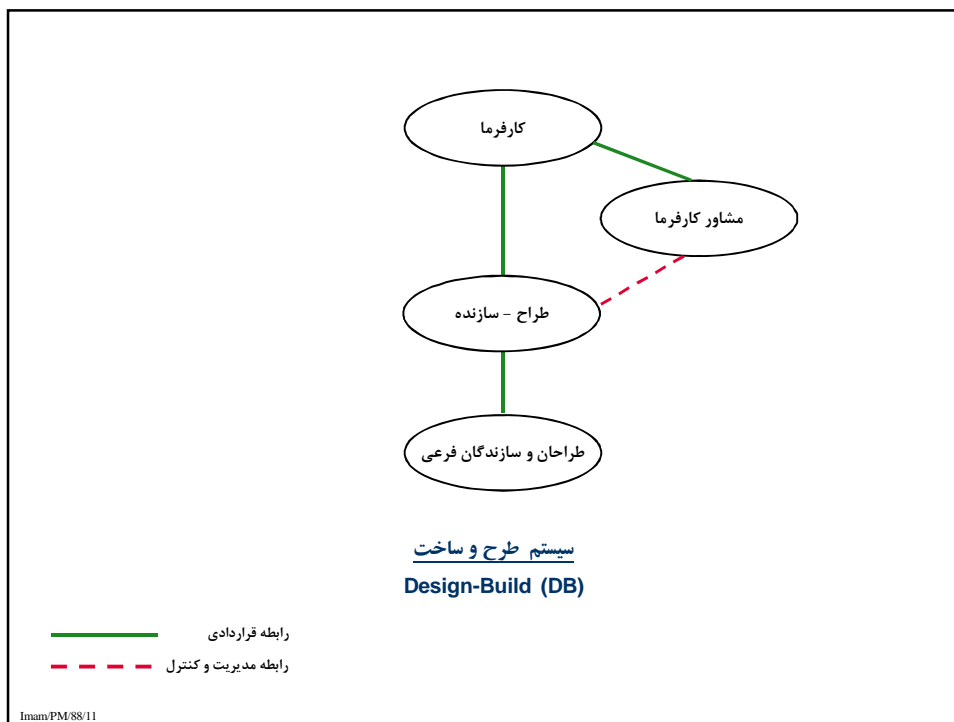 کارفرما
مشاور کارفرما
طراح - سازنده
طراحان و سازندگان فرعی
سیستم طرح و ساخت
Design-Build (DB)
رابطه قراردادی
رابطه مدیریت و کنترل
Imam/PM/88/11